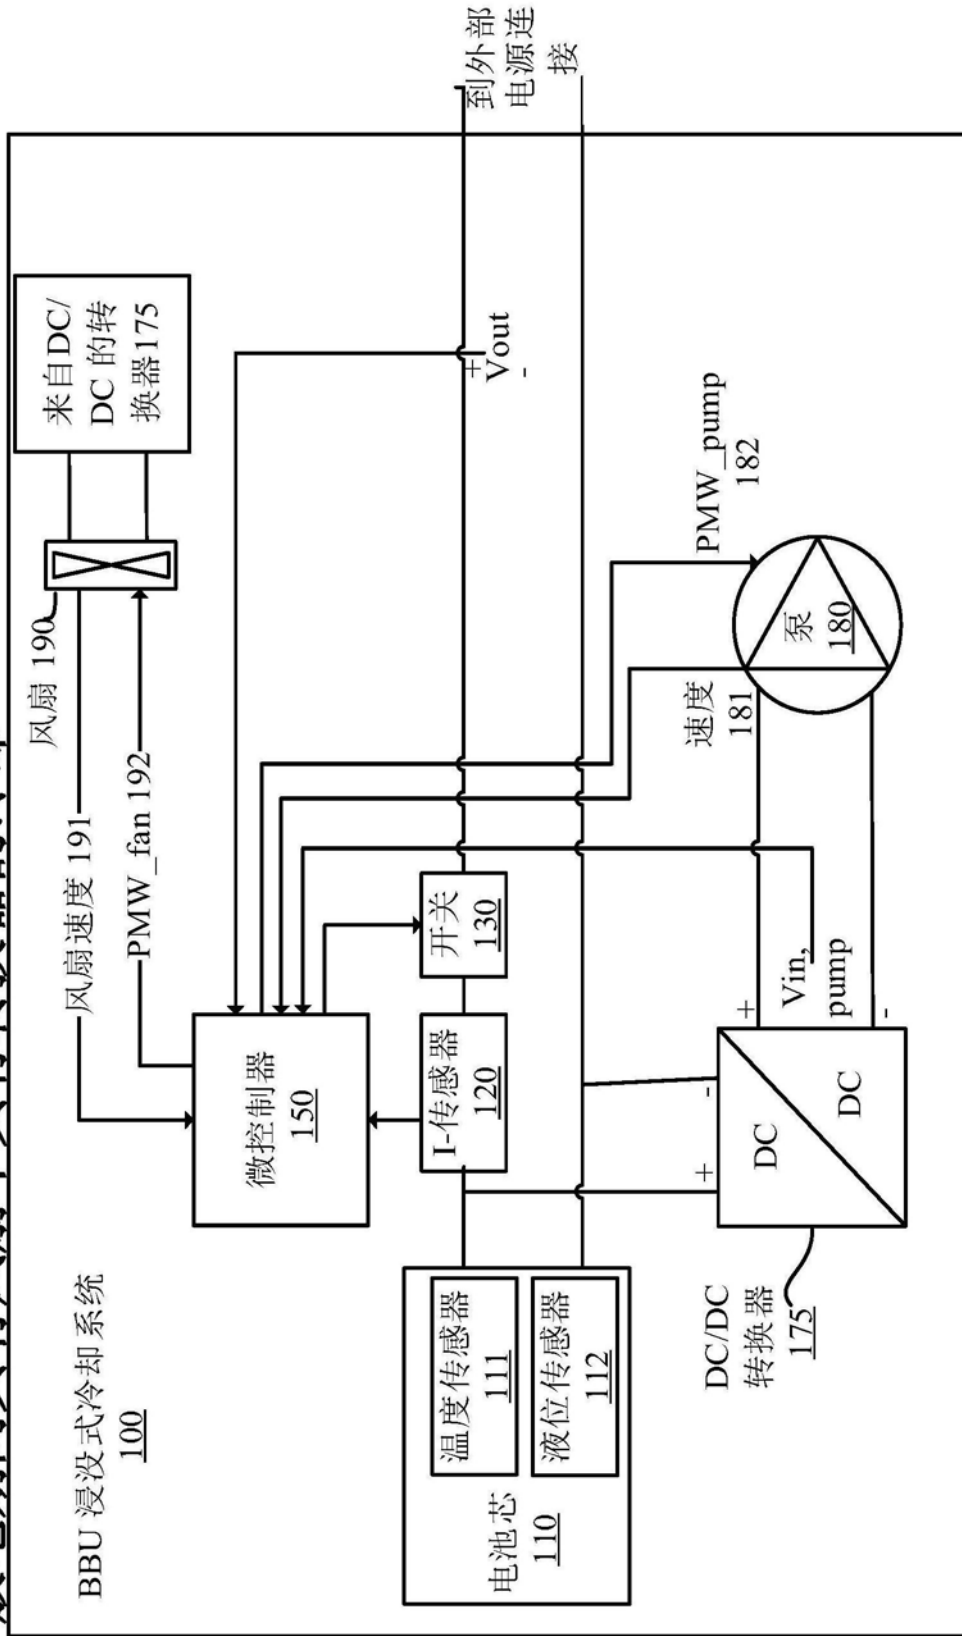 BBU 浸没式冷却系统
100
风扇速度 191
PMW_fan 192
风扇 190
来自DC/
DC 的转
换器175
微控制器
150
I-传感器
120
开关
130
+
Vout
-
到外部
电源连
接
电池芯
110
温度传感器
111
液位传感器
112
DC/DC
转换器
175
+
-
DC
DC
+
-
Vin,
pump
速度
181
PMW_pump
182
泵
180